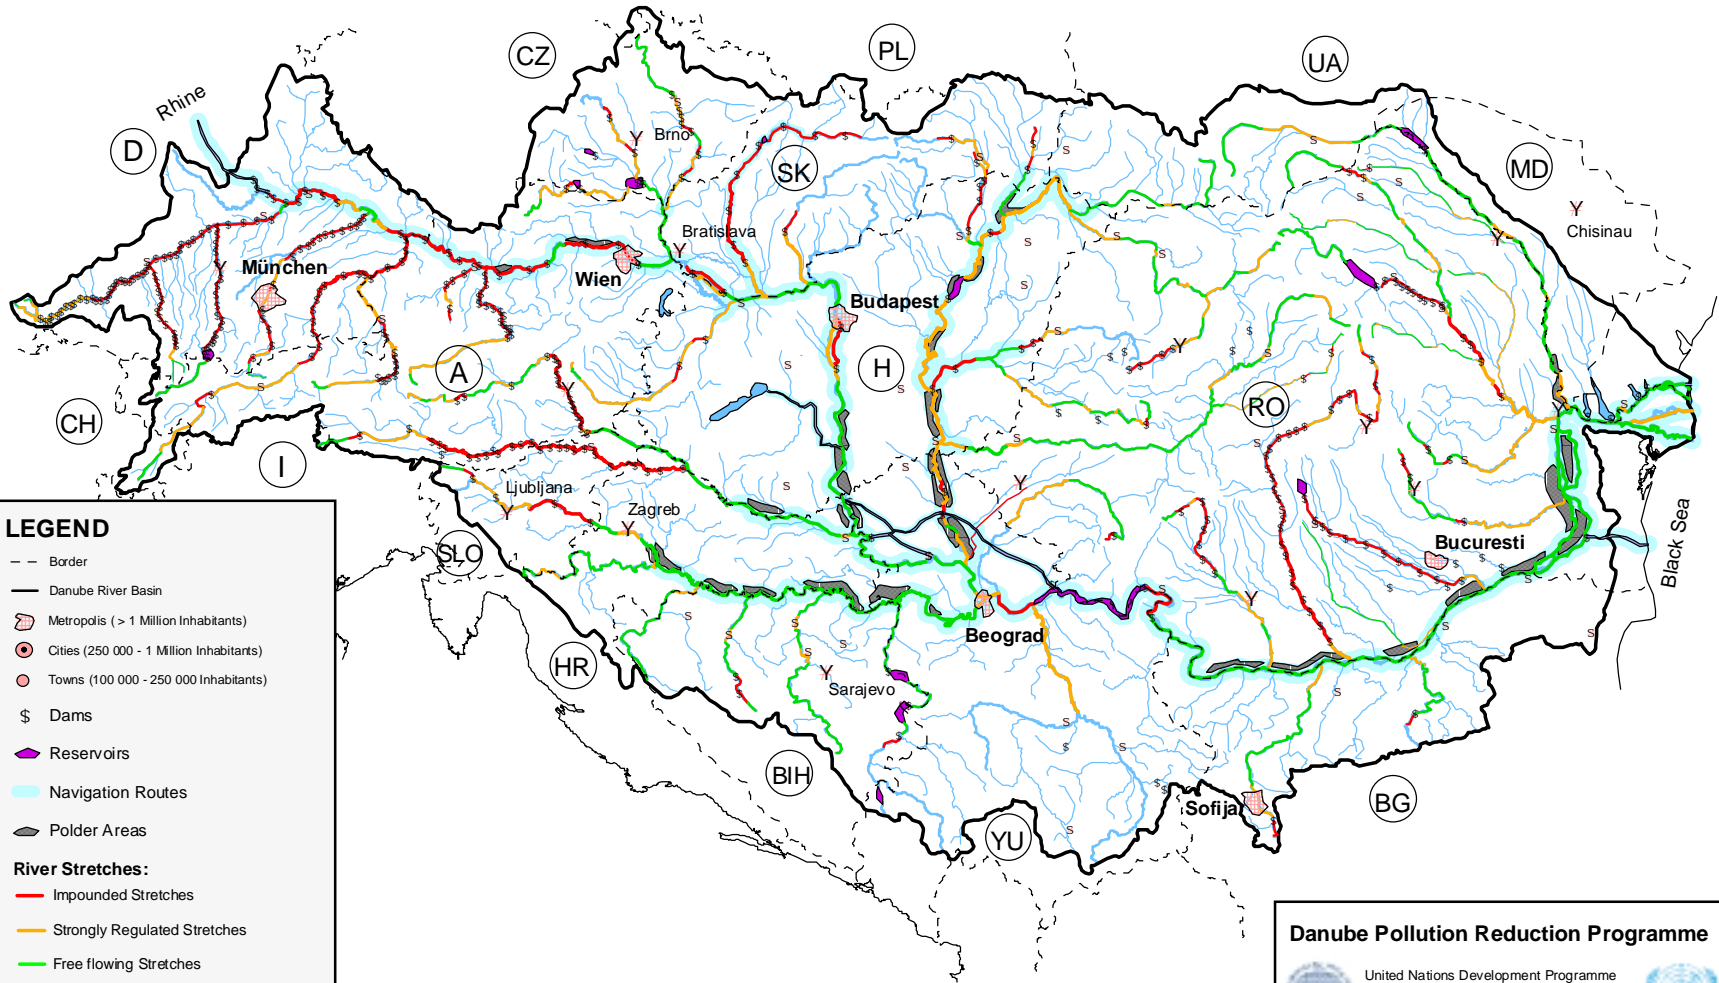 CZ
PL
UA
Rhine
D
Brno
SK
MD
Chisinau
Bratislava
München
Wien
Budapest
A
H
CH
RO
I
Ljubljana
Zagreb
SLO
Bucuresti
Black Sea
Beograd
HR
Sarajevo
BIH
Sofija
BG
YU
LEGEND
Border
Danube River Basin
Metropolis ( > 1 Million Inhabitants)
Cities (250 000 - 1 Million Inhabitants)
Towns (100 000 - 250 000 Inhabitants)
$ Dams
Reservoirs
Navigation Routes
Polder Areas
River Stretches:
Impounded Stretches
Strongly Regulated Stretches
Free flowing Stretches
Danube Pollution Reduction Programme
United Nations Development Programme